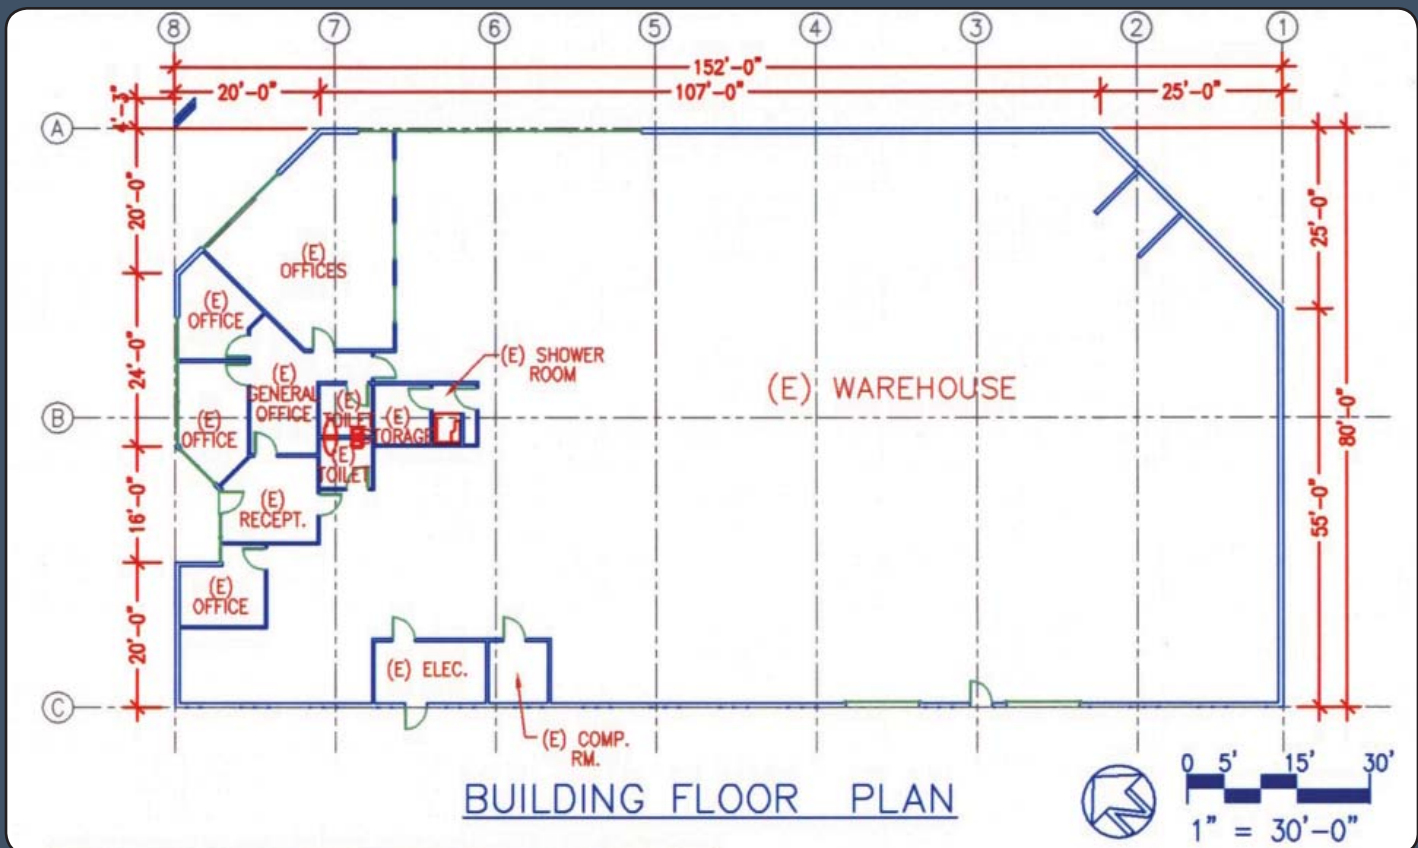 8 7 6 5 4 3 2 1
152'-0"
20'-0" 107'-0" 25'-0"
4'-3"
A
20'-0"
25'-0"
(E)
OFFICES
(E)
OFFICE
24'-0"
80'-0"
(E) SHOWER
ROOM
(E)
GENERAL
OFFICE
(E) WAREHOUSE
B
(E)
OFFICE
(E)
TOILET
(E)
STORAGE
(E)
TOILET
16'-0"
(E)
RECEPT.
55'-0"
(E)
OFFICE
20'-0"
(E) ELEC.
C
(E) COMP.
RM.
BUILDING FLOOR PLAN
0 5' 15' 30'
1" = 30'-0"